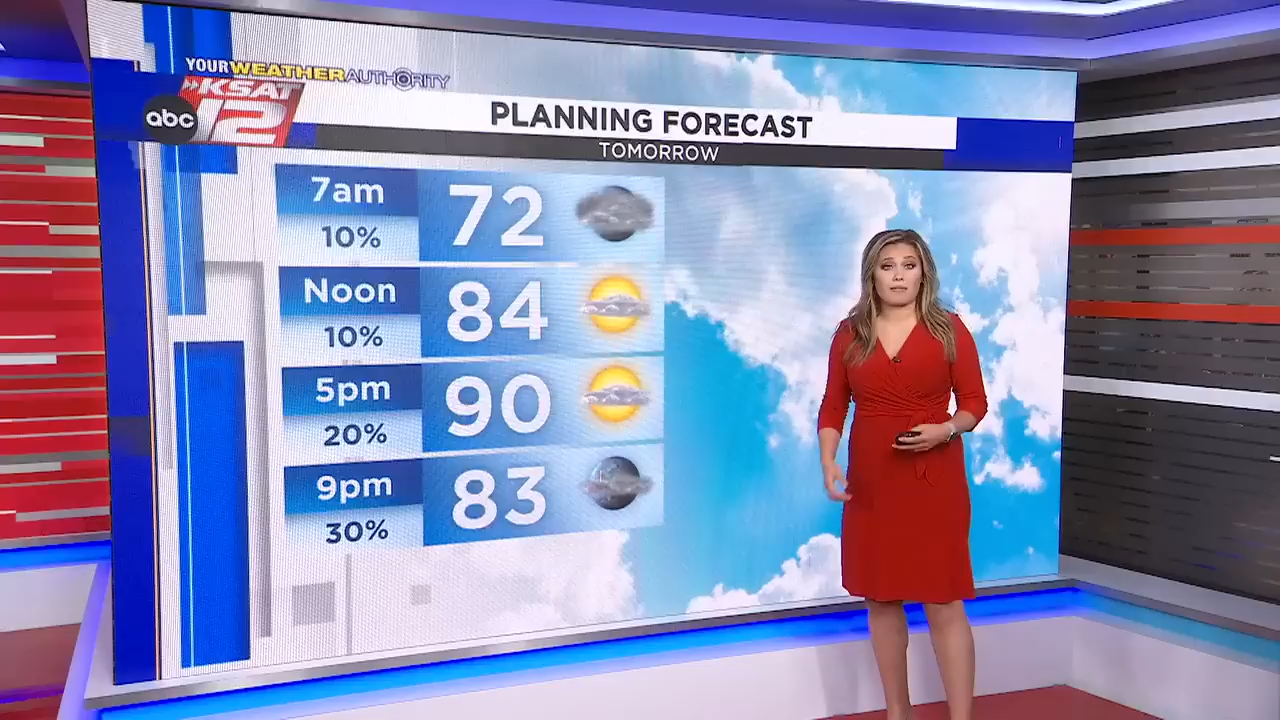 YOUR WEATHER AUTHORITY
abc KSAT 12
PLANNING FORECAST
TOMORROW
7am 72
10%
Noon 84
10%
5pm 90
20%
9pm 83
30%